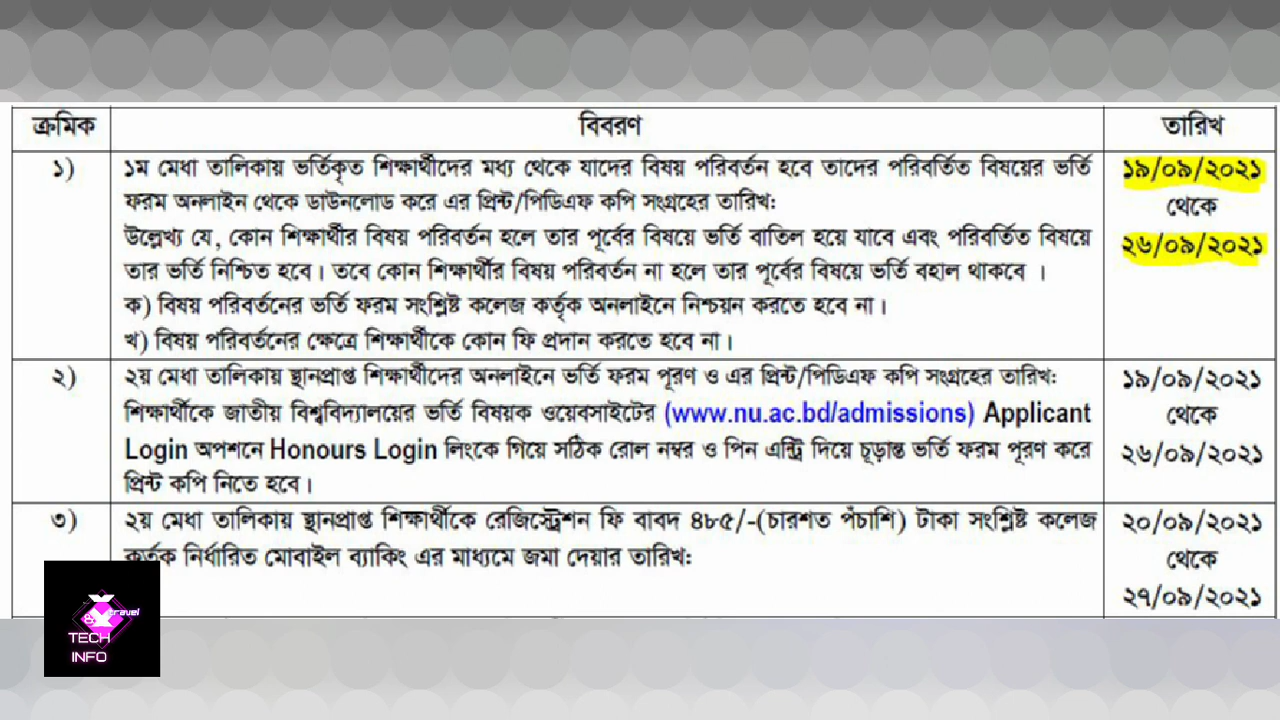 ক্রমিক বিবরণ তারিখ
১) ১ম মেধা তালিকায় ভর্তিকৃত শিক্ষার্থীদের মধ্য থেকে যাদের বিষয় পরিবর্তন হবে তাদের পরিবর্তিত বিষয়ের ভর্তি
ফরম অনলাইন থেকে ডাউনলোড করে এর প্রিন্ট/পিডিএফ কপি সংগ্রহের তারিখঃ
উল্লেখ্য যে, কোন শিক্ষার্থীর বিষয় পরিবর্তন হলে তার পূর্বের বিষয়ে ভর্তি বাতিল হয়ে যাবে এবং পরিবর্তিত বিষয়ে
তার ভর্তি নিশ্চিত হবে। তবে কোন শিক্ষার্থীর বিষয় পরিবর্তন না হলে তার পূর্বের বিষয়ে ভর্তি বহাল থাকবে ।
ক) বিষয় পরিবর্তনের ভর্তি ফরম সংশ্লিষ্ট কলেজ কর্তৃক অনলাইনে নিশ্চয়ন করতে হবে না।
খ) বিষয় পরিবর্তনের ক্ষেত্রে শিক্ষার্থীকে কোন ফি প্রদান করতে হবে না।
১৯/০৯/২০২১
থেকে
২৬/০৯/২০২১
২) ২য় মেধা তালিকায় স্থানপ্রাপ্ত শিক্ষার্থীদের অনলাইনে ভর্তি ফরম পূরণ ও এর প্রিন্ট/পিডিএফ কপি সংগ্রহের তারিখঃ
শিক্ষার্থীকে জাতীয় বিশ্ববিদ্যালয়ের ভর্তি বিষয়ক ওয়েবসাইটের (www.nu.ac.bd/admissions) Applicant
Login অপশনে Honours Login লিংকে গিয়ে সঠিক রোল নম্বর ও পিন এন্ট্রি দিয়ে চূড়ান্ত ভর্তি ফরম পূরণ করে
প্রিন্ট কপি নিতে হবে।
১৯/০৯/২০২১
থেকে
২৬/০৯/২০২১
৩) ২য় মেধা তালিকায় স্থানপ্রাপ্ত শিক্ষার্থীকে রেজিস্ট্রেশন ফি বাবদ ৪৮৫/-(চারশত পঁচাশি) টাকা সংশ্লিষ্ট কলেজ
কর্তৃক নির্ধারিত মোবাইল ব্যাকিং এর মাধ্যমে জমা দেয়ার তারিখঃ
২০/০৯/২০২১
থেকে
২৭/০৯/২০২১
travel
&
TECH
INFO